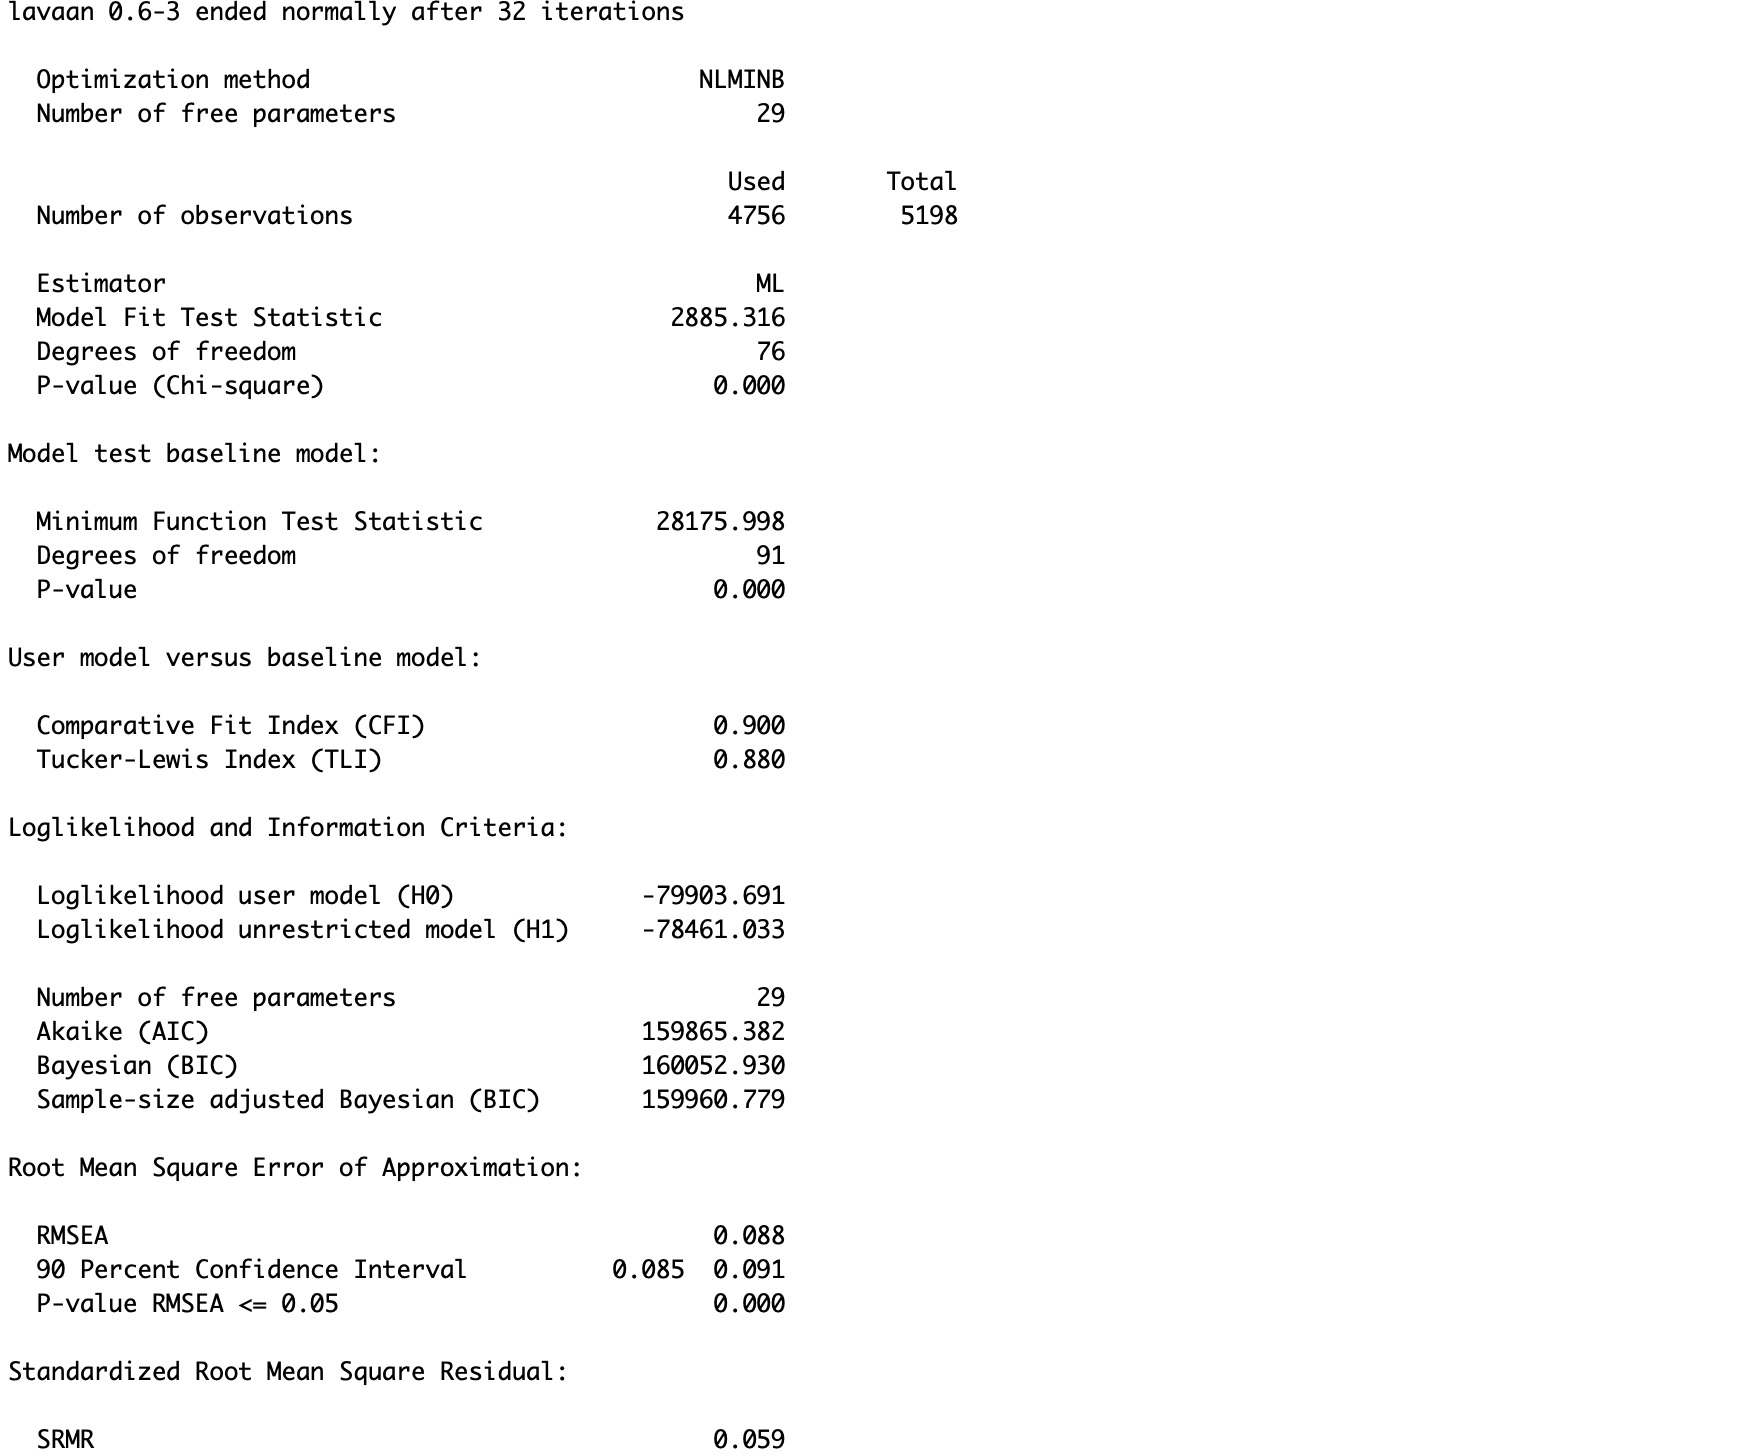 lavaan 0.6-3 ended normally after 32 iterations
Optimization method NLMINB
Number of free parameters 29
Used Total
Number of observations 4756 5198
Estimator ML
Model Fit Test Statistic 2885.316
Degrees of freedom 76
P-value (Chi-square) 0.000
Model test baseline model:
Minimum Function Test Statistic 28175.998
Degrees of freedom 91
P-value 0.000
User model versus baseline model:
Comparative Fit Index (CFI) 0.900
Tucker-Lewis Index (TLI) 0.880
Loglikelihood and Information Criteria:
Loglikelihood user model (H0) -79903.691
Loglikelihood unrestricted model (H1) -78461.033
Number of free parameters 29
Akaike (AIC) 159865.382
Bayesian (BIC) 160052.930
Sample-size adjusted Bayesian (BIC) 159960.779
Root Mean Square Error of Approximation:
RMSEA 0.088
90 Percent Confidence Interval 0.085 0.091
P-value RMSEA <= 0.05 0.000
Standardized Root Mean Square Residual:
SRMR 0.059